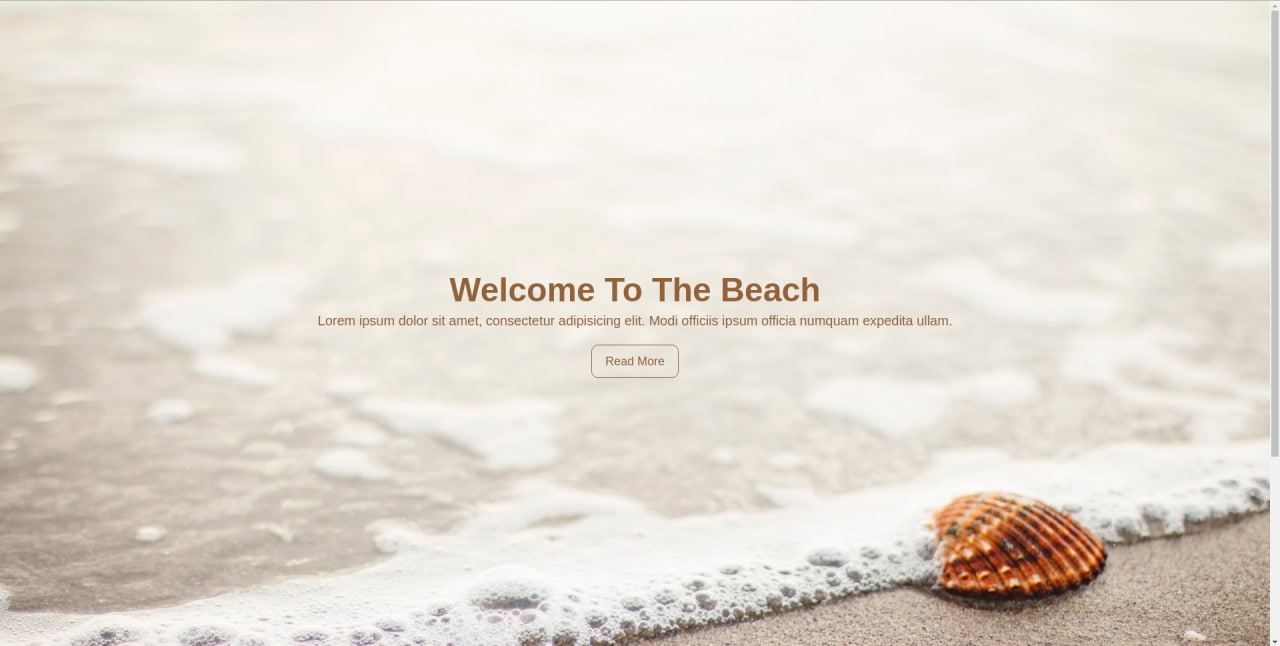 Welcome To The Beach
Lorem ipsum dolor sit amet, consectetur adipisicing elit. Modi officiis ipsum officia numquam expedita ullam.
Read More